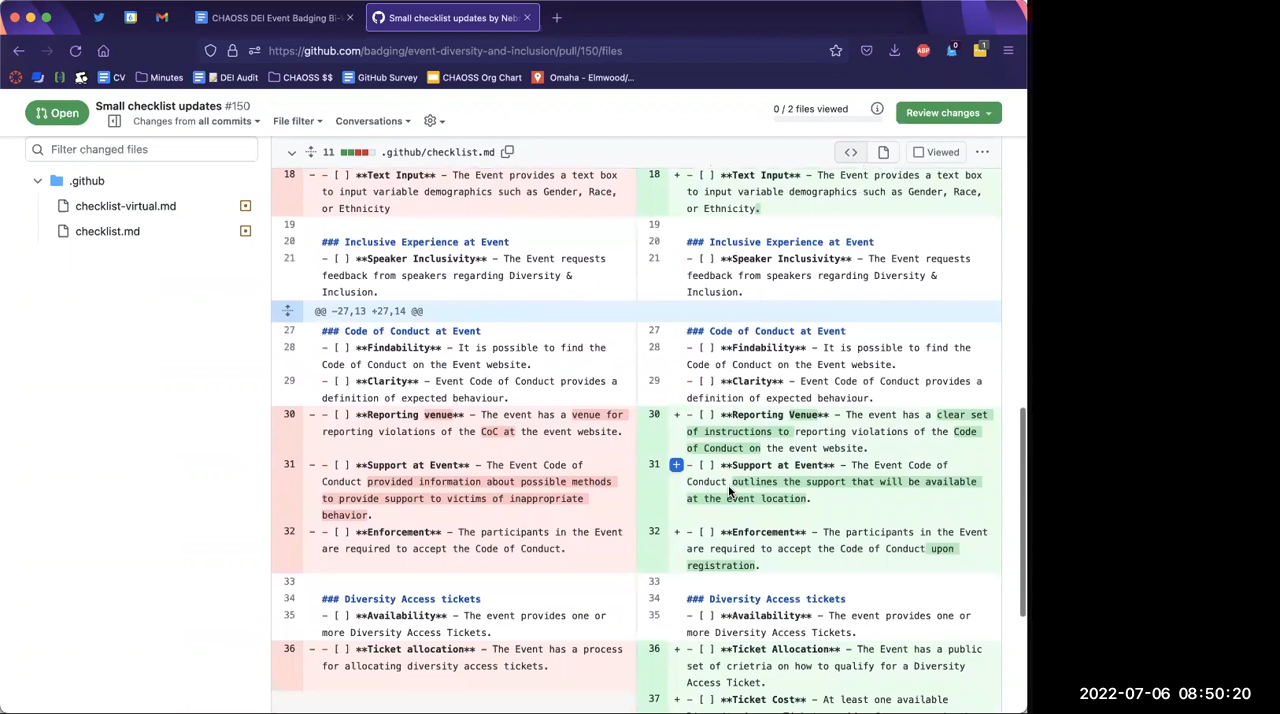 CHAOSS DEI Event Badging Bi-
Small checklist updates by Neb
https://github.com/badging/event-diversity-and-inclusion/pull/150/files
ABP
0
1
CV
Minutes
DEI Audit
CHAOSS $$
GitHub Survey
CHAOSS Org Chart
Omaha - Elmwood/...
Open
Small checklist updates #150
Changes from all commits
File filter
Conversations
0 / 2 files viewed
Review changes
Filter changed files
.github
checklist-virtual.md
checklist.md
11 .github/checklist.md
Viewed
18 - - [ ] **Text Input** - The Event provides a text box
to input variable demographics such as Gender, Race,
or Ethnicity
19
20 ### Inclusive Experience at Event
21 - [ ] **Speaker Inclusivity** - The Event requests
feedback from speakers regarding Diversity &
Inclusion.
18 + - [ ] **Text Input** - The Event provides a text box
to input variable demographics such as Gender, Race,
or Ethnicity.
19
20 ### Inclusive Experience at Event
21 - [ ] **Speaker Inclusivity** - The Event requests
feedback from speakers regarding Diversity &
Inclusion.
@@ -27,13 +27,14 @@
27 ### Code of Conduct at Event
28 - [ ] **Findability** - It is possible to find the
Code of Conduct on the Event website.
29 - [ ] **Clarity** - Event Code of Conduct provides a
definition of expected behaviour.
30 - - [ ] **Reporting venue** - The event has a venue for
reporting violations of the CoC at the event website.
31 - - [ ] **Support at Event** - The Event Code of
Conduct provided information about possible methods
to provide support to victims of inappropriate
behavior.
32 - - [ ] **Enforcement** - The participants in the Event
are required to accept the Code of Conduct.
33
34 ### Diversity Access tickets
35 - [ ] **Availability** - The event provides one or
more Diversity Access Tickets.
36 - - [ ] **Ticket allocation** - The Event has a process
for allocating diversity access tickets.
27 ### Code of Conduct at Event
28 - [ ] **Findability** - It is possible to find the
Code of Conduct on the Event website.
29 - [ ] **Clarity** - Event Code of Conduct provides a
definition of expected behaviour.
30 + - [ ] **Reporting Venue** - The event has a clear set
of instructions to reporting violations of the Code
of Conduct on the event website.
31 + - [ ] **Support at Event** - The Event Code of
Conduct outlines the support that will be available
at the event location.
32 + - [ ] **Enforcement** - The participants in the Event
are required to accept the Code of Conduct upon
registration.
33
34 ### Diversity Access tickets
35 - [ ] **Availability** - The event provides one or
more Diversity Access Tickets.
36 + - [ ] **Ticket Allocation** - The Event has a public
set of crietria on how to qualify for a Diversity
Access Ticket.
37 + - [ ] **Ticket Cost** - At least one available
2022-07-06 08:50:20